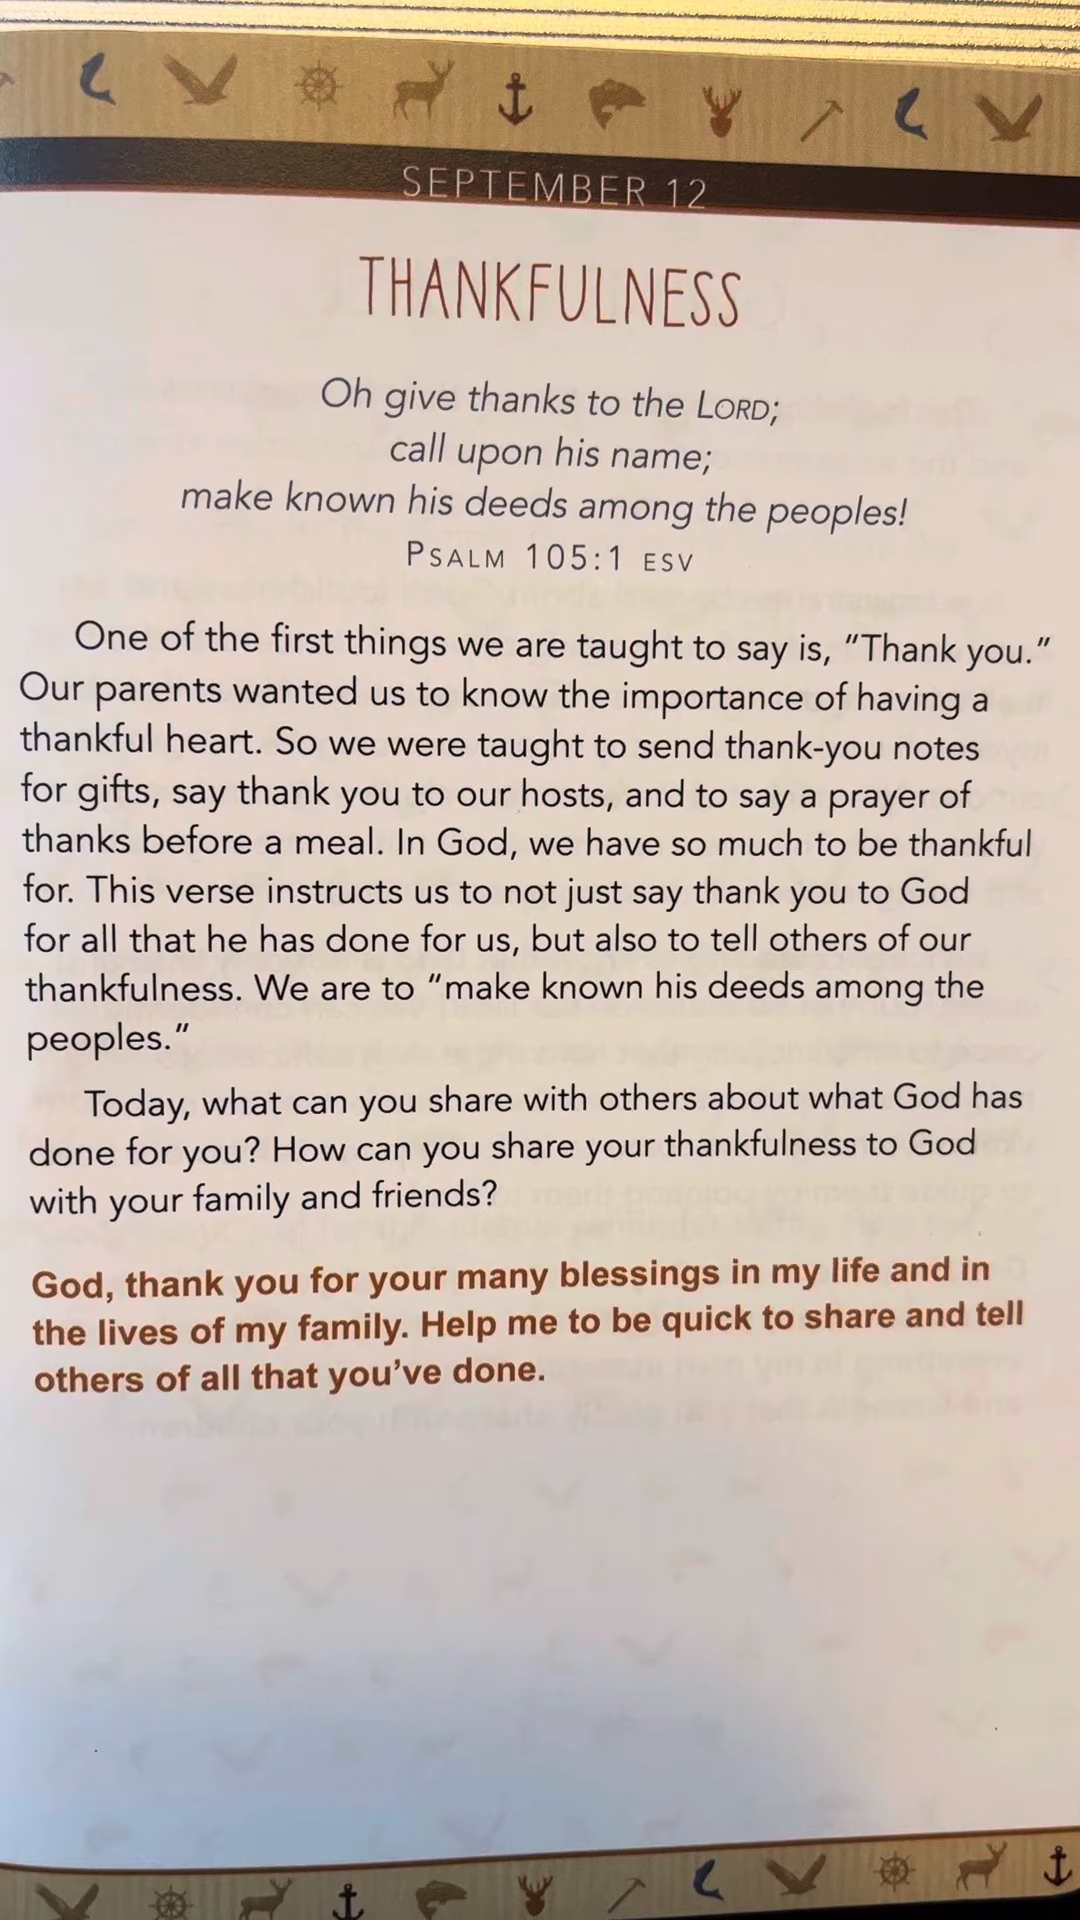 SEPTEMBER 12
THANKFULNESS
Oh give thanks to the LORD;
call upon his name;
make known his deeds among the peoples!
PSALM 105:1 ESV
One of the first things we are taught to say is, "Thank you."
Our parents wanted us to know the importance of having a
thankful heart. So we were taught to send thank-you notes
for gifts, say thank you to our hosts, and to say a prayer of
thanks before a meal. In God, we have so much to be thankful
for. This verse instructs us to not just say thank you to God
for all that he has done for us, but also to tell others of our
thankfulness. We are to "make known his deeds among the
peoples."
Today, what can you share with others about what God has
done for you? How can you share your thankfulness to God
with your family and friends?
God, thank you for your many blessings in my life and in
the lives of my family. Help me to be quick to share and tell
others of all that you've done.